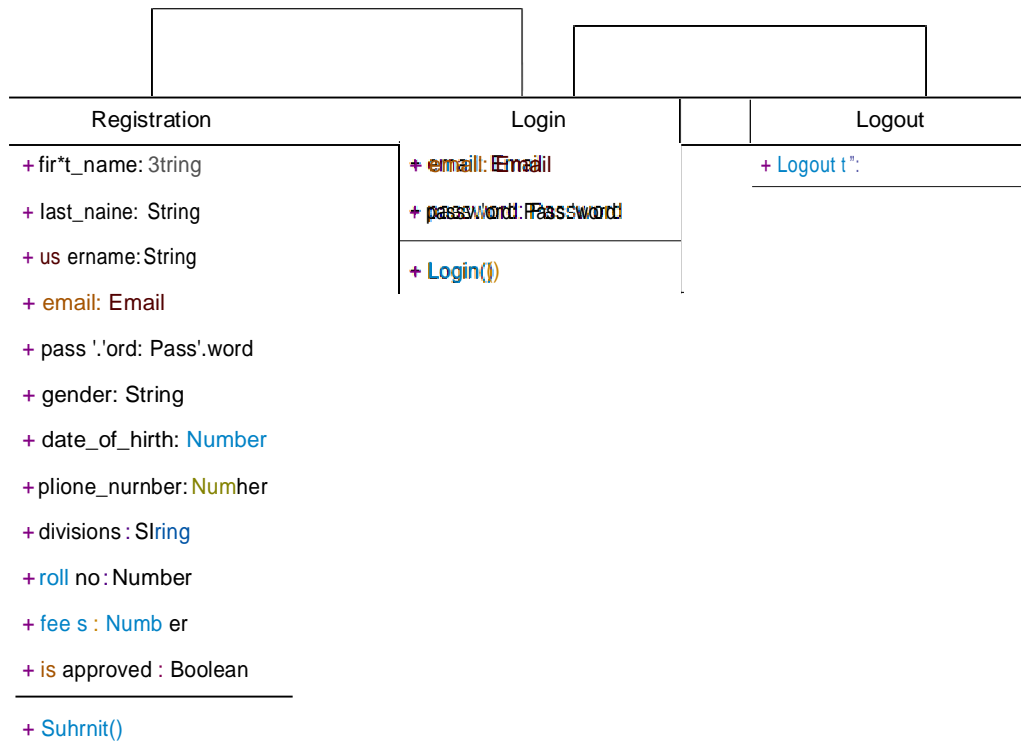 Registration
+ fir*t_name: 3tring
+ last_naine: String
+ us ername: String
+ email: Email
+ pass '.'ord: Pass'.word
+ gender: String
+ date_of_hirth: Number
+ plione_nurnber: Numher
+ divisions : SIring
+ roll no : Number
+ fee s : Numb er
+ is approved : Boolean
+ Suhrnit()
Login
+ email: Email
+ pass'.'ord: Pass'.word
+ Login()
Logout
+ Logout t ":